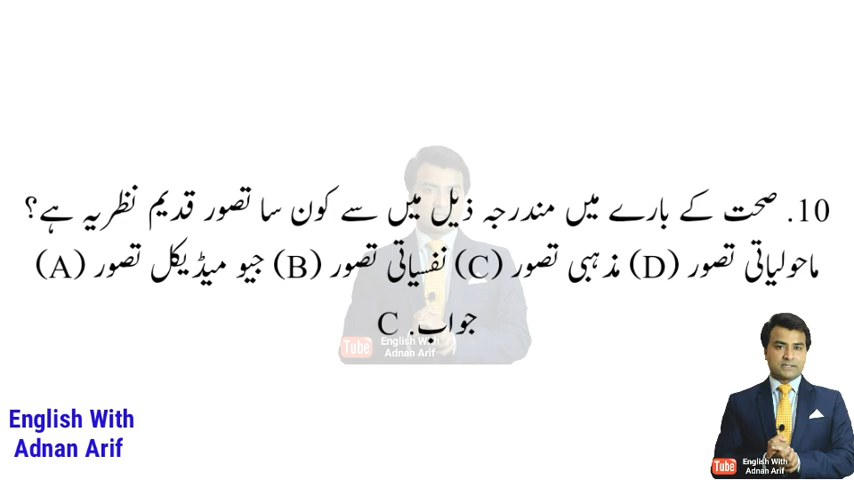 10. صحت کے بارے میں مندرجہ ذیل میں سے کون سا تصور قدیم نظریہ ہے؟
ماحولیاتی تصور (D) مذہبی تصور (C) نفسیاتی تصور (B) جیو میڈیکل تصور (A)
جواب. C
Tube English With
Adnan Arif
English With
Adnan Arif
Tube English With
Adnan Arif